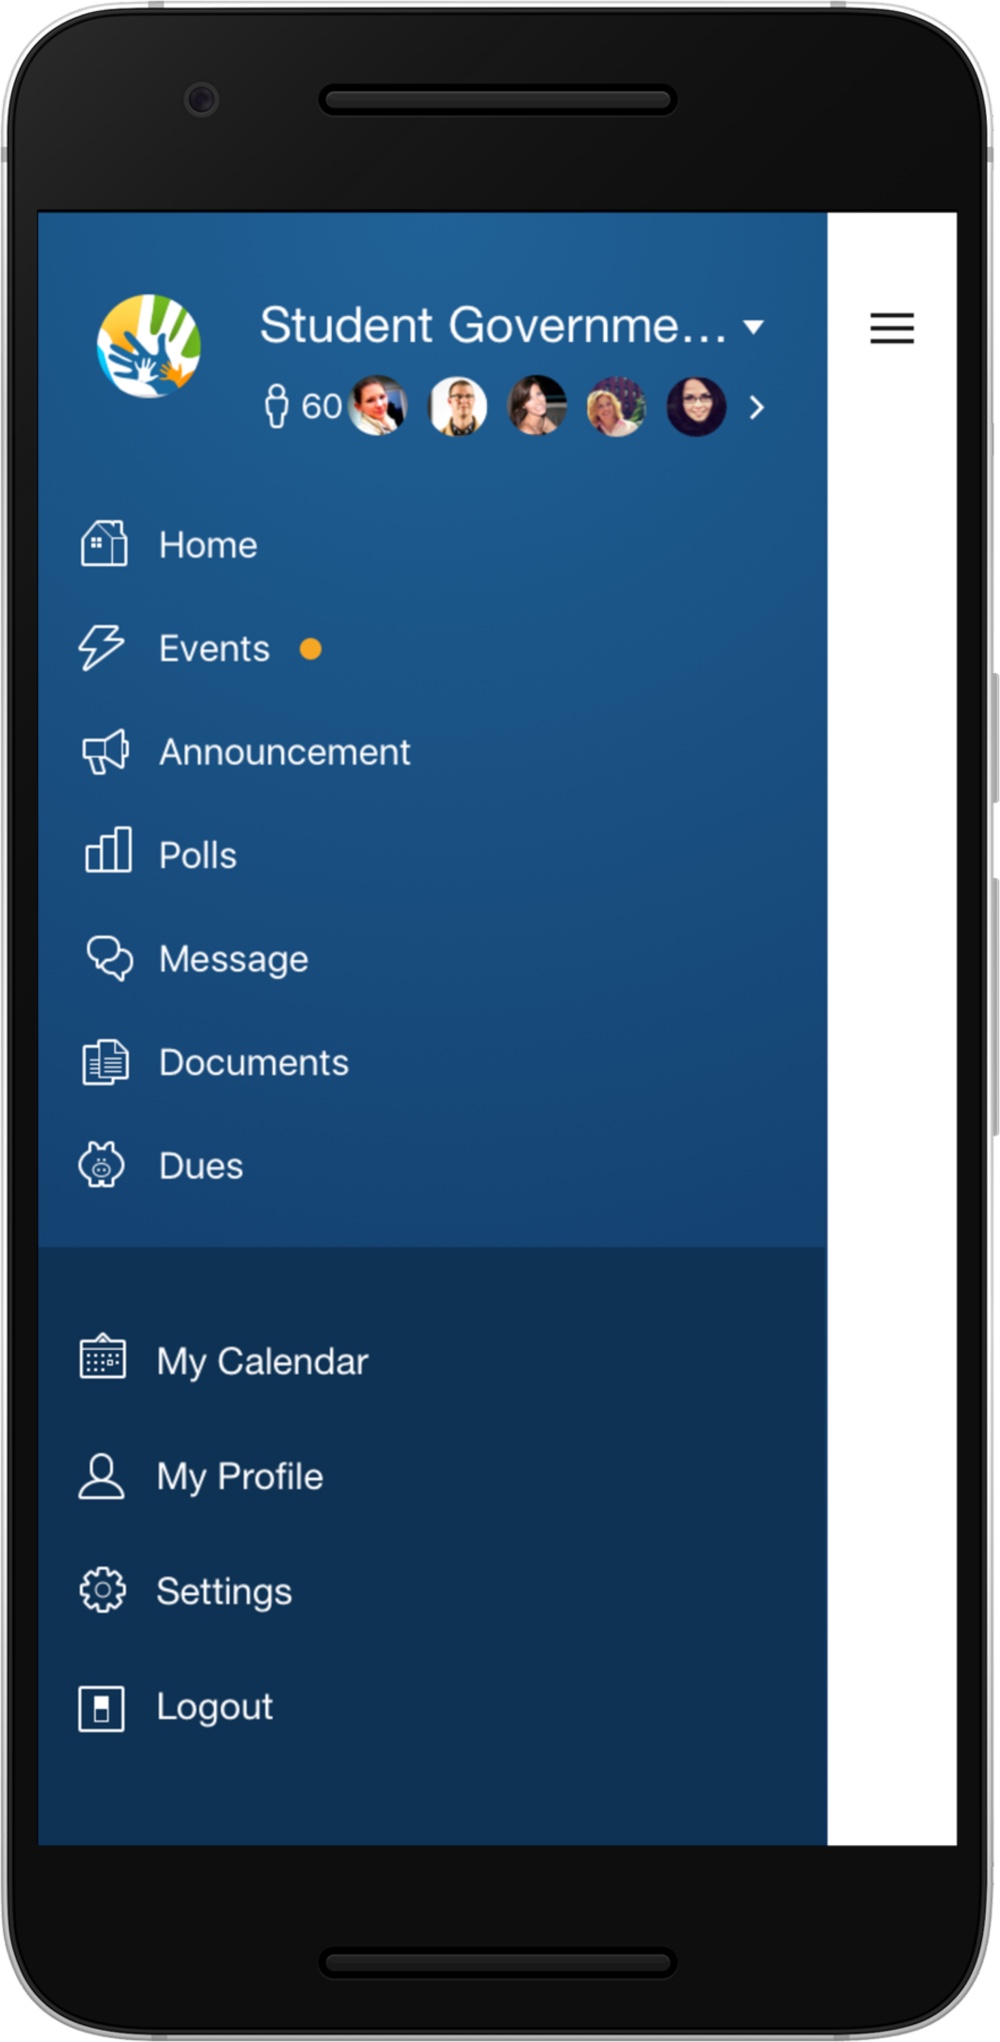 Student Governme...
60
Home
Events
Announcement
Polls
Message
Documents
Dues
My Calendar
My Profile
Settings
Logout